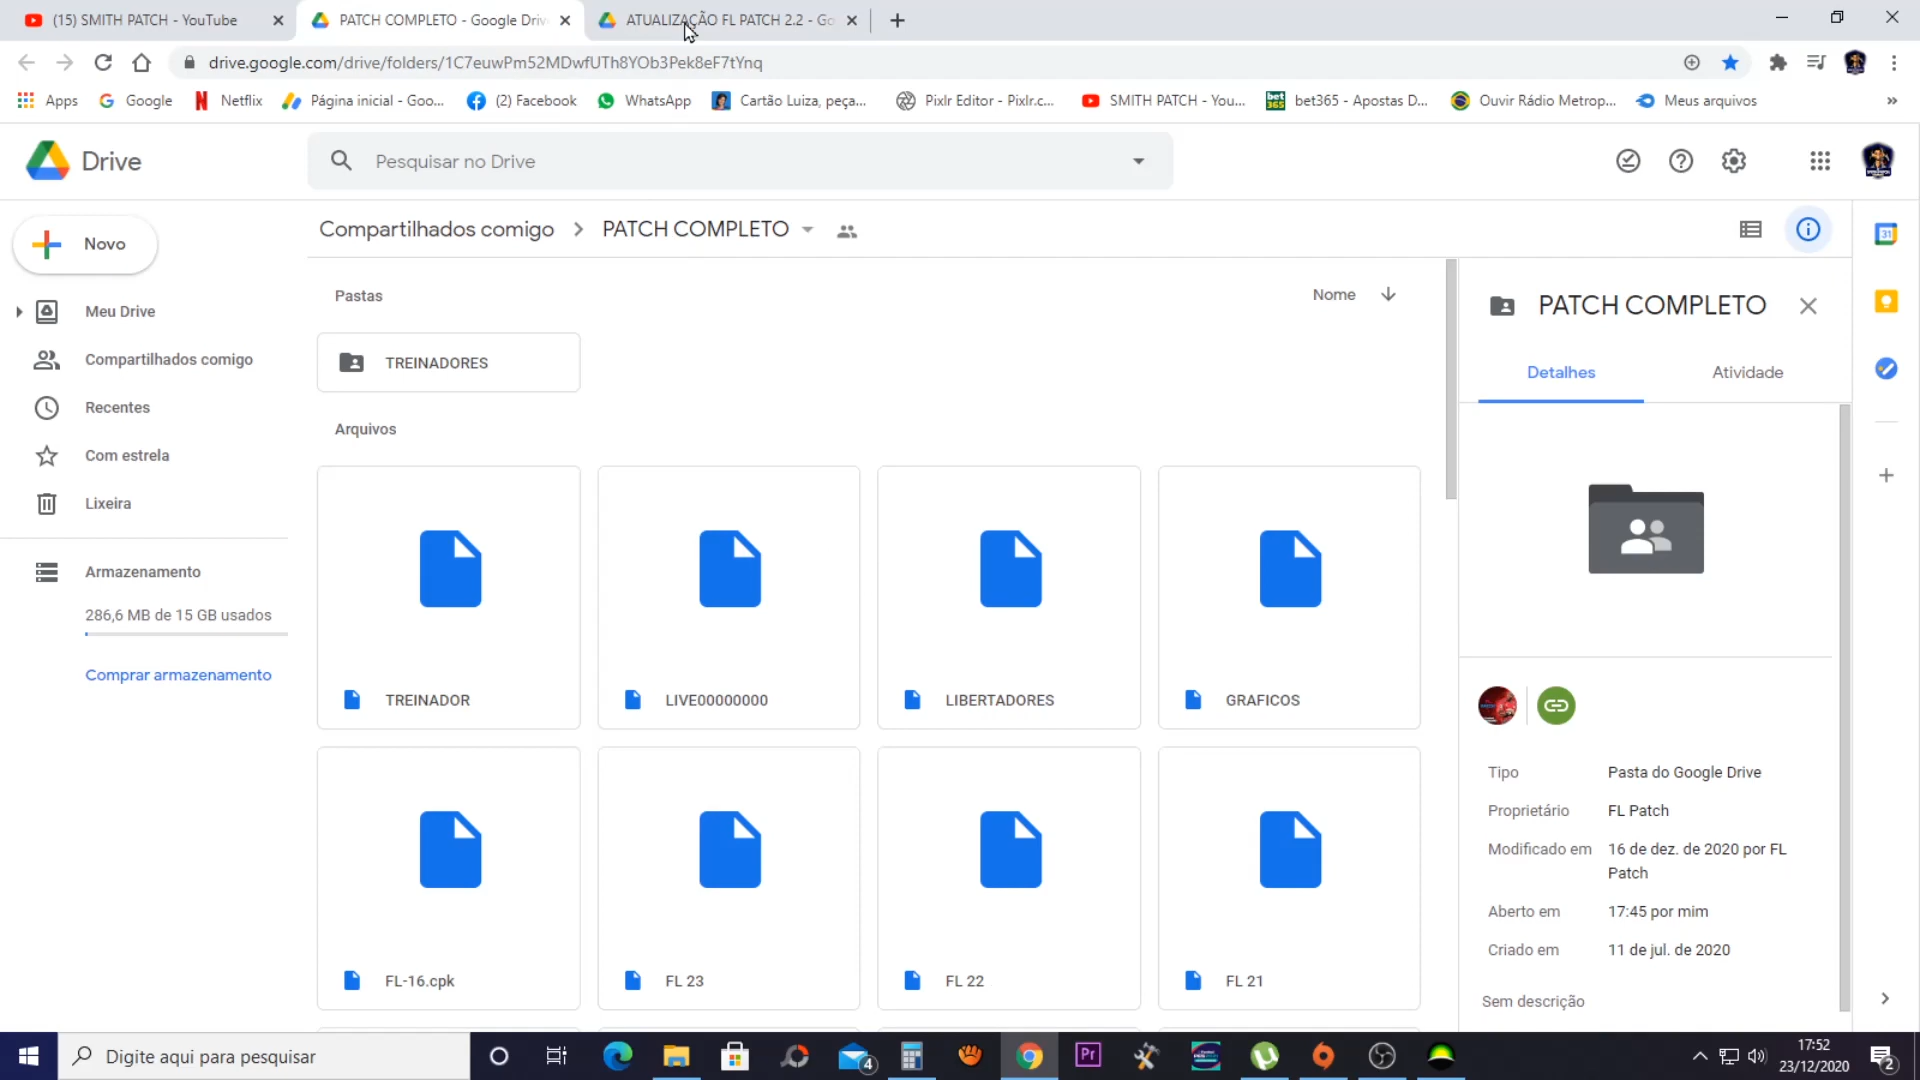 (15) SMITH PATCH - YouTube
PATCH COMPLETO - Google Driv
ATUALIZAÇÃO FL PATCH 2.2 - Go
drive.google.com/drive/folders/1C7euwPm52MDwfUTh8YOb3Pek8eF7tYnq
Apps
Google
Netflix
Página inicial - Goo...
(2) Facebook
WhatsApp
Cartão Luiza, peça...
Pixlr Editor - Pixlr.c...
SMITH PATCH - You...
bet365 - Apostas D...
Ouvir Rádio Metrop...
Meus arquivos
Drive
Pesquisar no Drive
Novo
Compartilhados comigo
PATCH COMPLETO
Meu Drive
Compartilhados comigo
Recentes
Com estrela
Lixeira
Armazenamento
286,6 MB de 15 GB usados
Comprar armazenamento
Pastas
Nome
TREINADORES
Arquivos
TREINADOR
LIVE00000000
LIBERTADORES
GRAFICOS
FL-16.cpk
FL 23
FL 22
FL 21
PATCH COMPLETO
Detalhes
Atividade
Tipo
Pasta do Google Drive
Proprietário
FL Patch
Modificado em
16 de dez. de 2020 por FL
Patch
Aberto em
17:45 por mim
Criado em
11 de jul. de 2020
Sem descrição
31
Digite aqui para pesquisar
4
Pr
17:52
23/12/2020
2